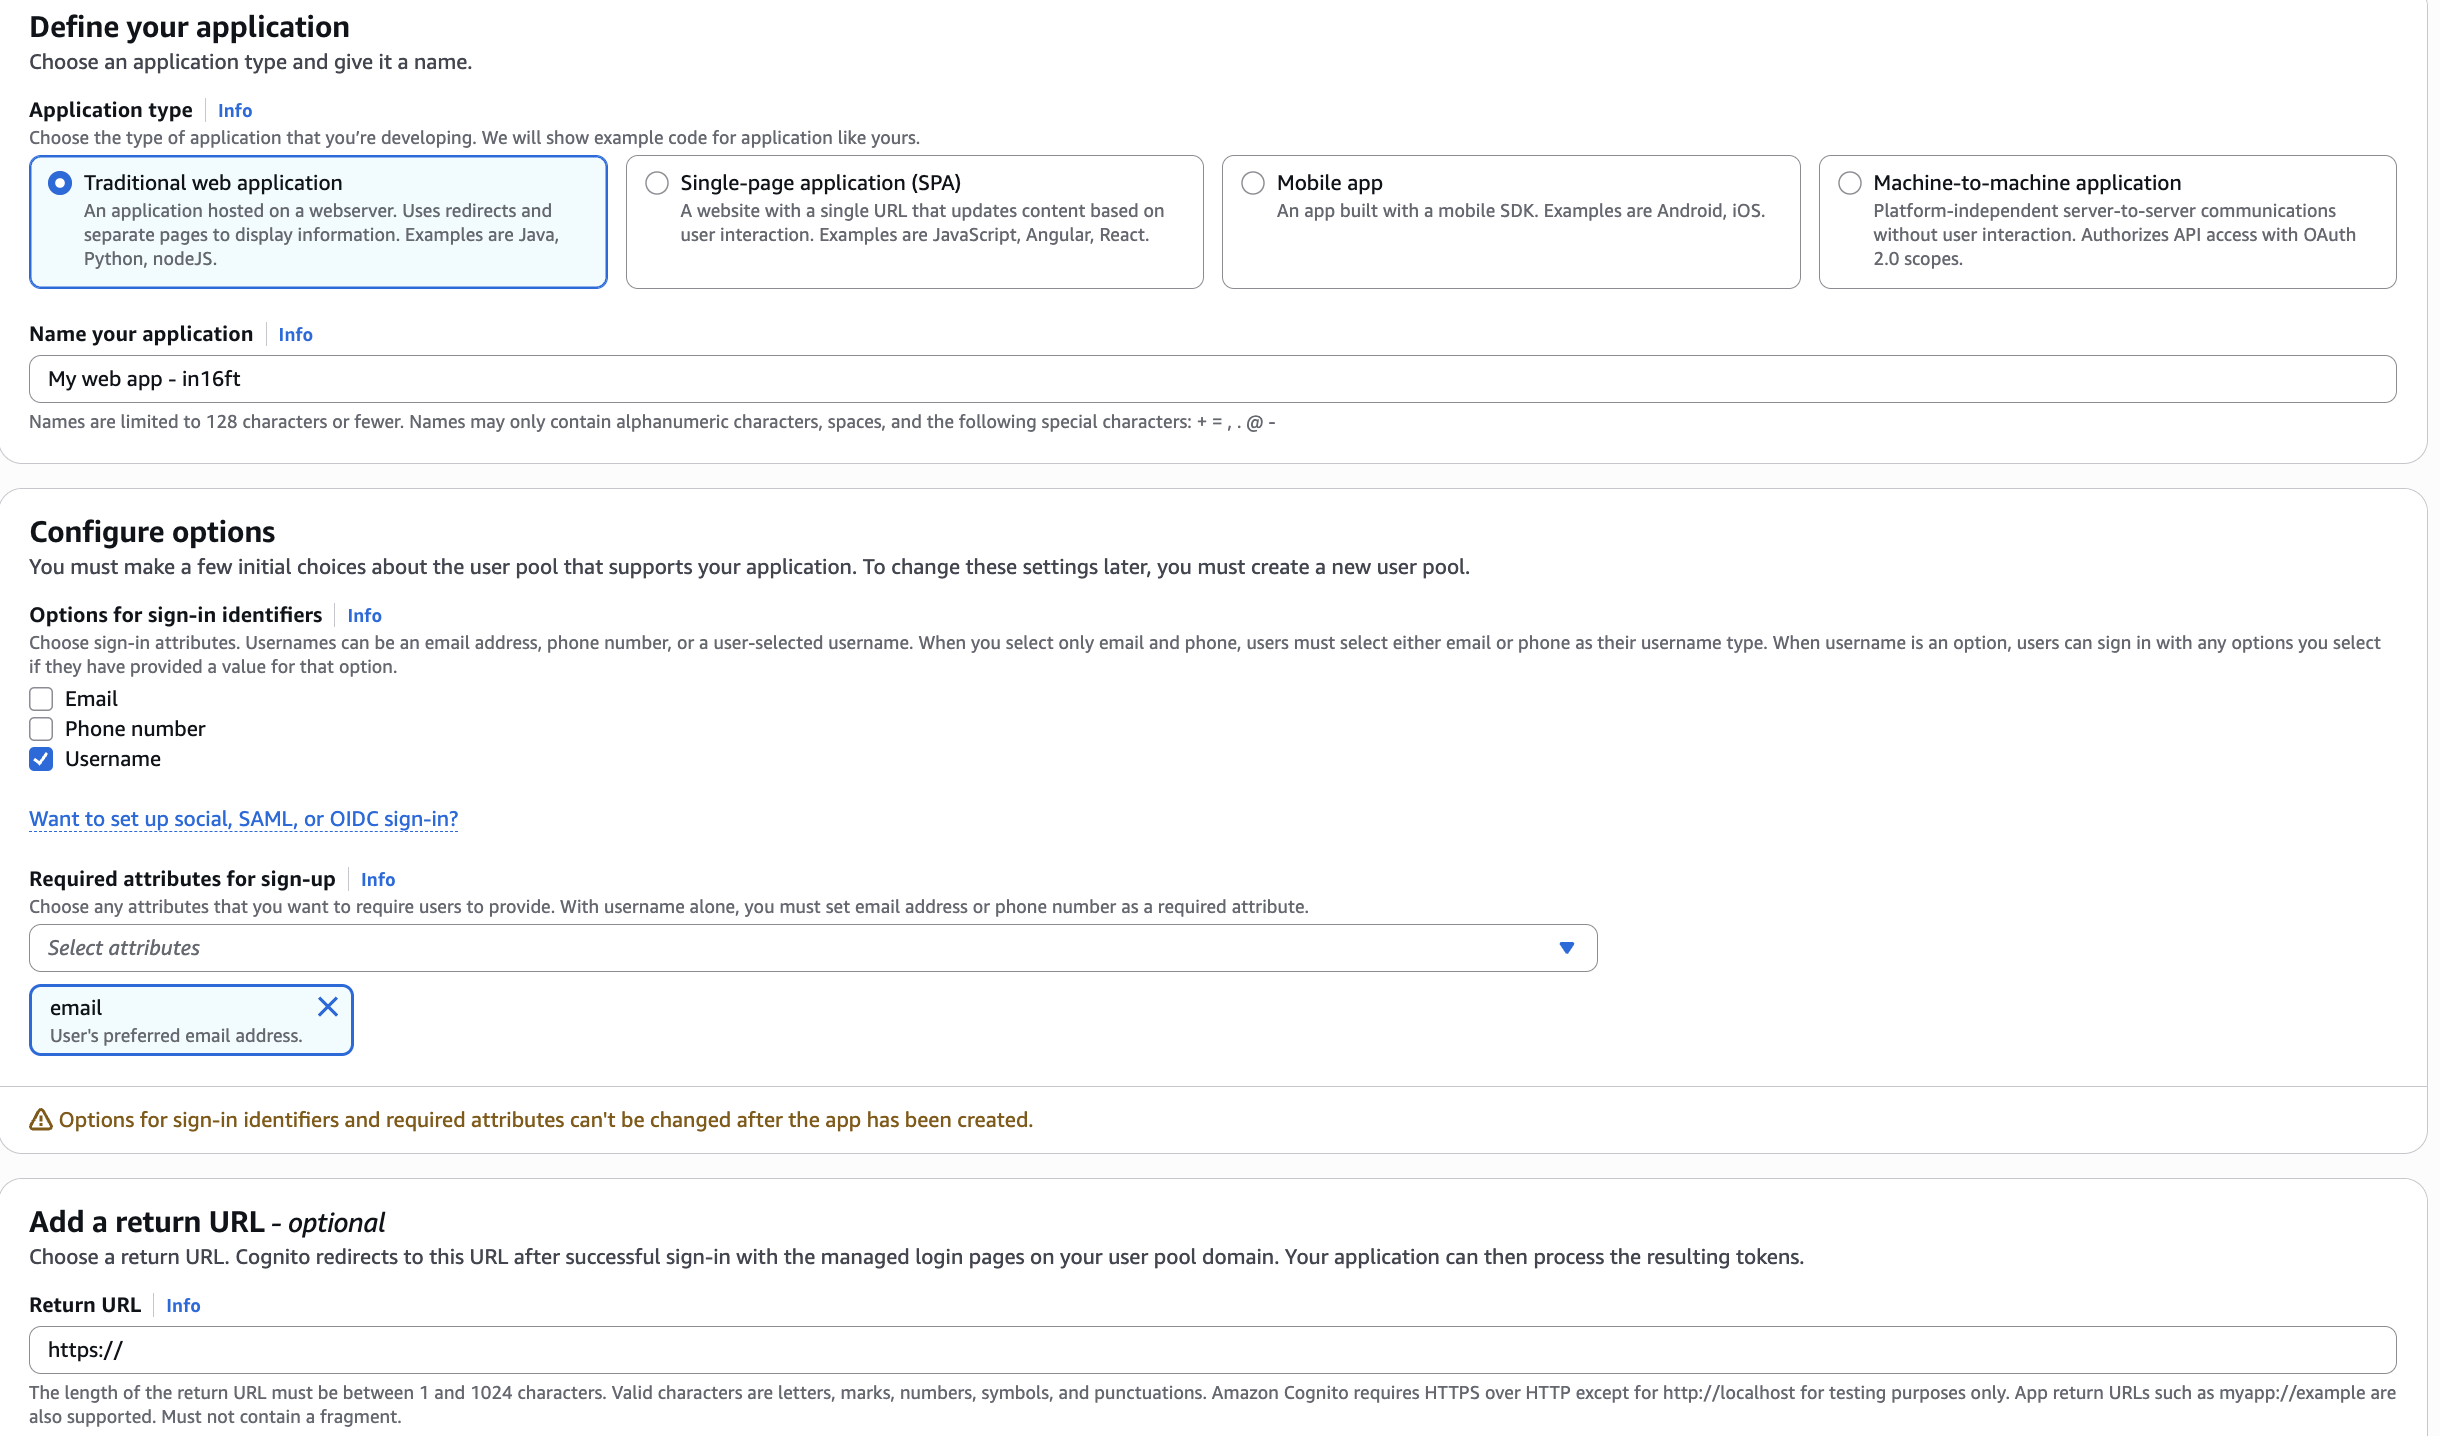 Define your application
Choose an application type and give it a name.
Application type
Info
Choose the type of application that you’re developing. We will show example code for application like yours.
Traditional web application
An application hosted on a webserver. Uses redirects and
separate pages to display information. Examples are Java,
Python, nodeJS.
Single-page application (SPA)
A website with a single URL that updates content based on
user interaction. Examples are JavaScript, Angular, React.
Mobile app
An app built with a mobile SDK. Examples are Android, iOS.
Machine-to-machine application
Platform-independent server-to-server communications
without user interaction. Authorizes API access with OAuth
2.0 scopes.
Name your application
Info
My web app - in16ft
Names are limited to 128 characters or fewer. Names may only contain alphanumeric characters, spaces, and the following special characters: + = , . @ -
Configure options
You must make a few initial choices about the user pool that supports your application. To change these settings later, you must create a new user pool.
Options for sign-in identifiers
Info
Choose sign-in attributes. Usernames can be an email address, phone number, or a user-selected username. When you select only email and phone, users must select either email or phone as their username type. When username is an option, users can sign in with any options you select
if they have provided a value for that option.
Email
Phone number
Username
Want to set up social, SAML, or OIDC sign-in?
Required attributes for sign-up
Info
Choose any attributes that you want to require users to provide. With username alone, you must set email address or phone number as a required attribute.
Select attributes
email
User's preferred email address.
Options for sign-in identifiers and required attributes can't be changed after the app has been created.
Add a return URL - optional
Choose a return URL. Cognito redirects to this URL after successful sign-in with the managed login pages on your user pool domain. Your application can then process the resulting tokens.
Return URL
Info
https://
The length of the return URL must be between 1 and 1024 characters. Valid characters are letters, marks, numbers, symbols, and punctuations. Amazon Cognito requires HTTPS over HTTP except for http://localhost for testing purposes only. App return URLs such as myapp://example are
also supported. Must not contain a fragment.